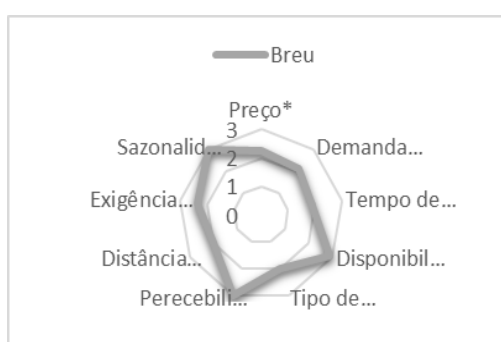 Breu
Preço*
3
Sazonalid...
Demanda...
2
1
Exigência...
Tempo de...
0
Distância...
Disponibil...
Perecebili...
Tipo de...